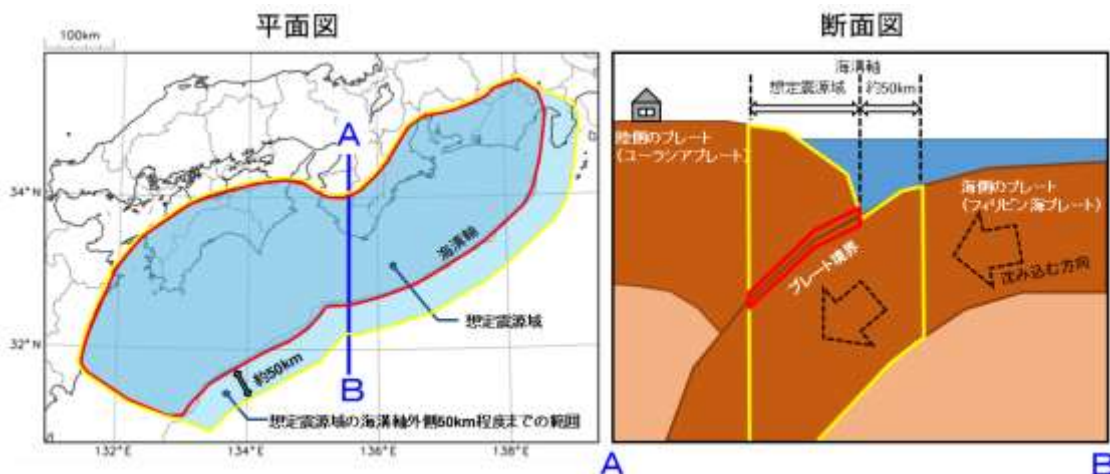 平面図
100km
A
34°N
海溝軸
想定震源域
32°N
約50km
B
想定震源域の海溝軸外側50km程度までの範囲
132°E
134°E
136°E
138°E
断面図
海溝軸
想定震源域
約50km
陸側のプレート
(ユーラシアプレート)
海側のプレート
(フィリピン海プレート)
プレート境界
沈み込む方向
A
B